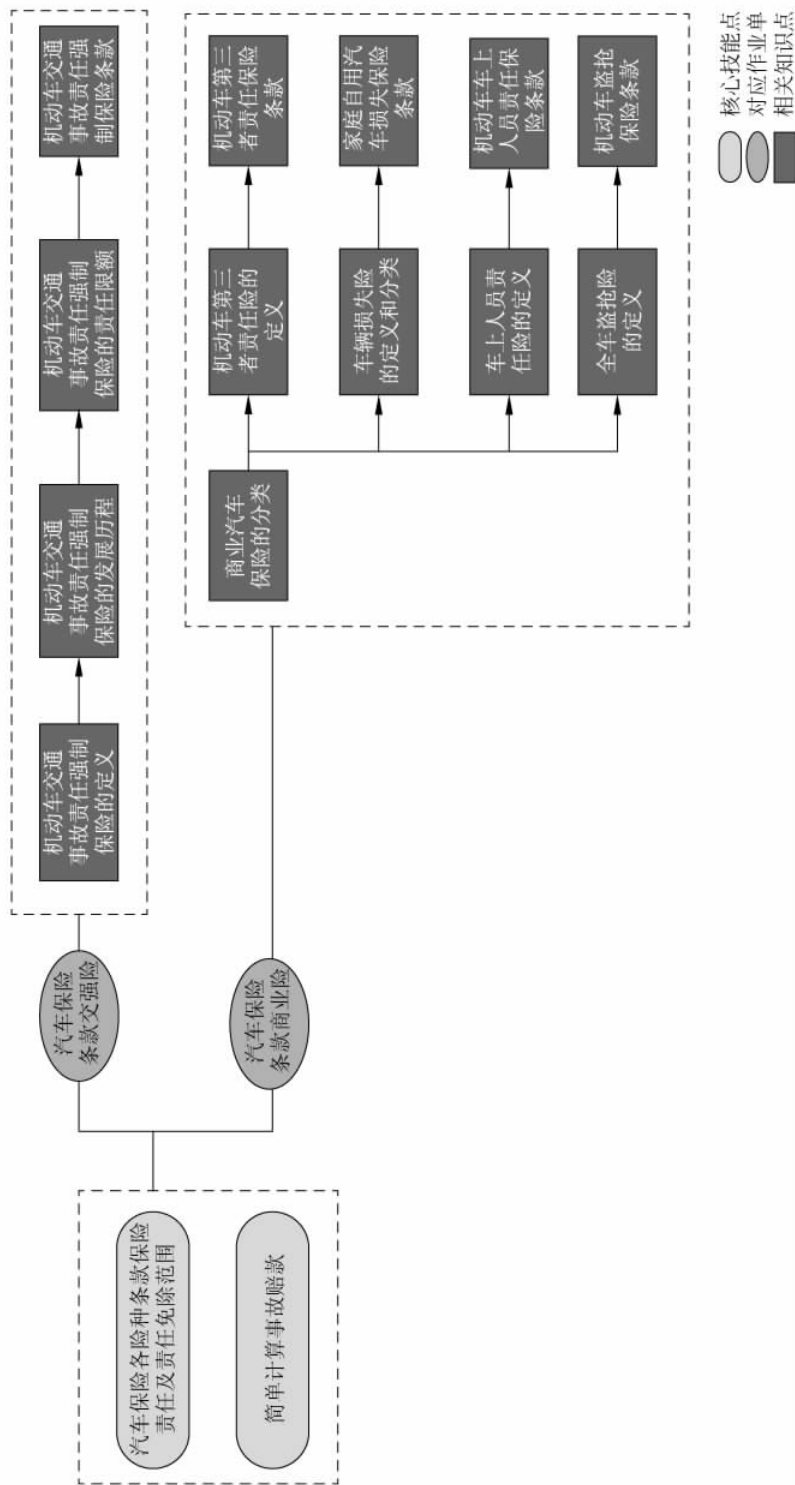 汽车保险各险种条款保险
责任及责任免除范围
简单计算事故赔款
汽车保险
条款交强险
汽车保险
条款商业险
机动车交通
事故责任强制
保险的定义
机动车交通
事故责任强制
保险的发展历程
机动车交通
事故责任强制
保险的责任限额
机动车交通
事故责任强
制保险条款
商业汽车
保险的分类
机动车第三
者责任险的
定义
机动车第三
者责任保险
条款
车辆损失险
的定义和分类
家庭自用汽
车损失保险
条款
车上人员责
任险的定义
机动车车上
人员责任保
险条款
全车盗抢险
的定义
机动车盗抢
保险条款
核心技能点
对应作业单
相关知识点